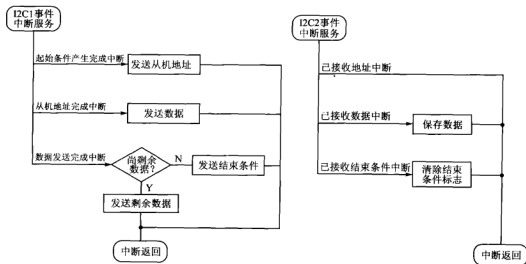 I2C1事件
中断服务
起始条件产生完成中断
发送从机地址
从机地址完成中断
发送数据
数据发送完成中断
尚剩余
数据?
N
发送结束条件
Y
发送剩余数据
中断返回
I2C2事件
中断服务
已接收地址中断
已接收数据中断
保存数据
已接收结束条件中断
清除结束
条件标志
中断返回